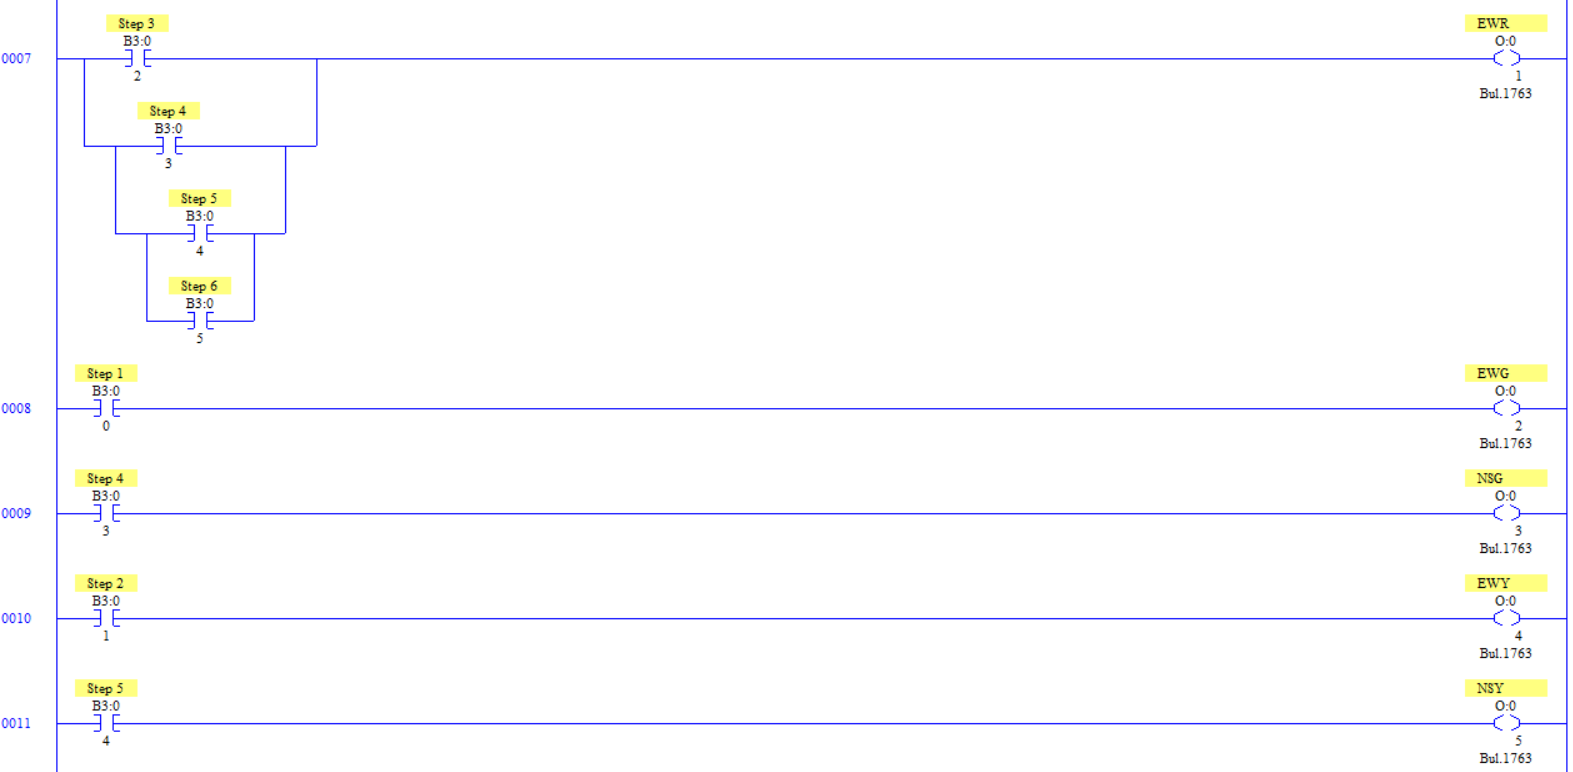 Step 3
EWR
B3:0
O:0
0007
2
1
Bul.1763
Step 4
B3:0
3
Step 5
B3:0
4
Step 6
B3:0
5
Step 1
EWG
B3:0
O:0
0008
0
2
Bul.1763
Step 4
NSG
B3:0
O:0
0009
3
3
Bul.1763
Step 2
EWY
B3:0
O:0
0010
1
4
Bul.1763
Step 5
NSY
B3:0
O:0
0011
4
5
Bul.1763